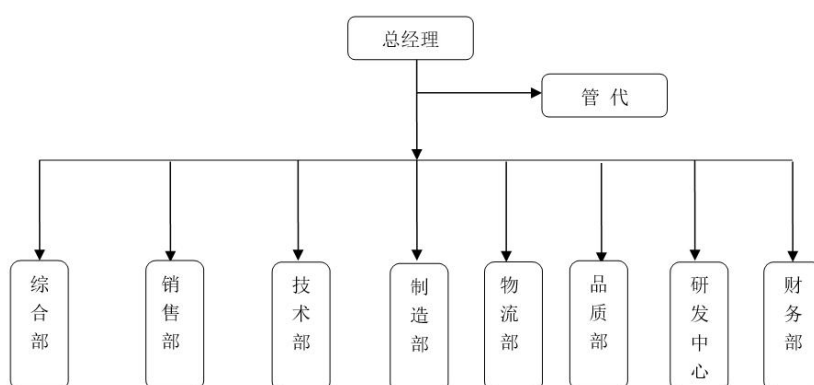 总经理
管 代
综合部
销售部
技术部
制造部
物流部
品质部
研发中心
财务部